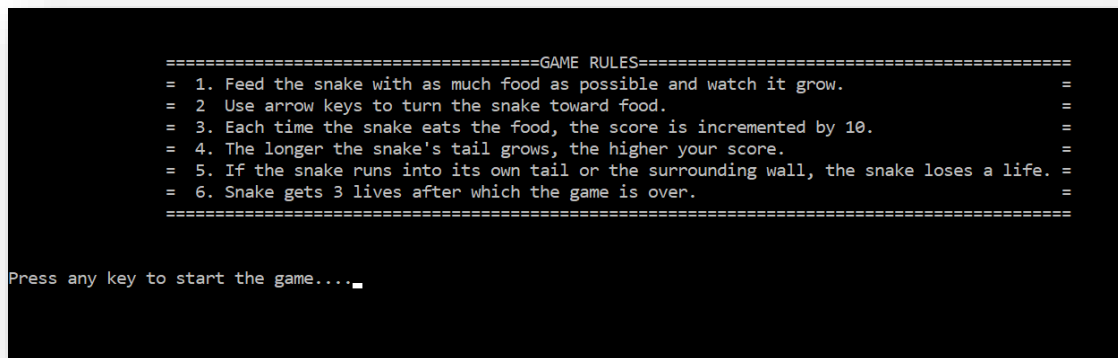 ======================================GAME RULES============================================
= 1. Feed the snake with as much food as possible and watch it grow. =
= 2 Use arrow keys to turn the snake toward food. =
= 3. Each time the snake eats the food, the score is incremented by 10. =
= 4. The longer the snake's tail grows, the higher your score. =
= 5. If the snake runs into its own tail or the surrounding wall, the snake loses a life. =
= 6. Snake gets 3 lives after which the game is over. =
============================================================================================
Press any key to start the game....